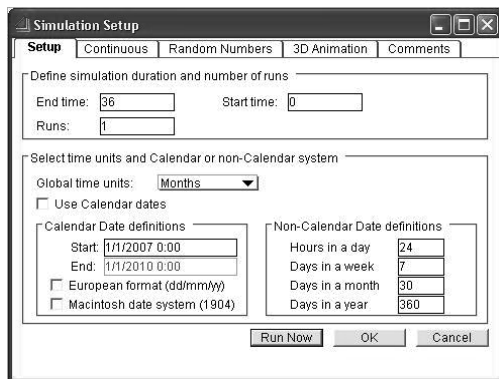 Simulation Setup
Setup Continuous Random Numbers 3D Animation Comments
Define simulation duration and number of runs
End time: 36 Start time: 0
Runs: 1
Select time units and Calendar or non-Calendar system
Global time units: Months
Use Calendar dates
Calendar Date definitions
Start: 1/1/2007 0:00
End: 1/1/2010 0:00
European format (dd/mm/yy)
Macintosh date system (1904)
Non-Calendar Date definitions
Hours in a day 24
Days in a week 7
Days in a month 30
Days in a year 360
Run Now OK Cancel